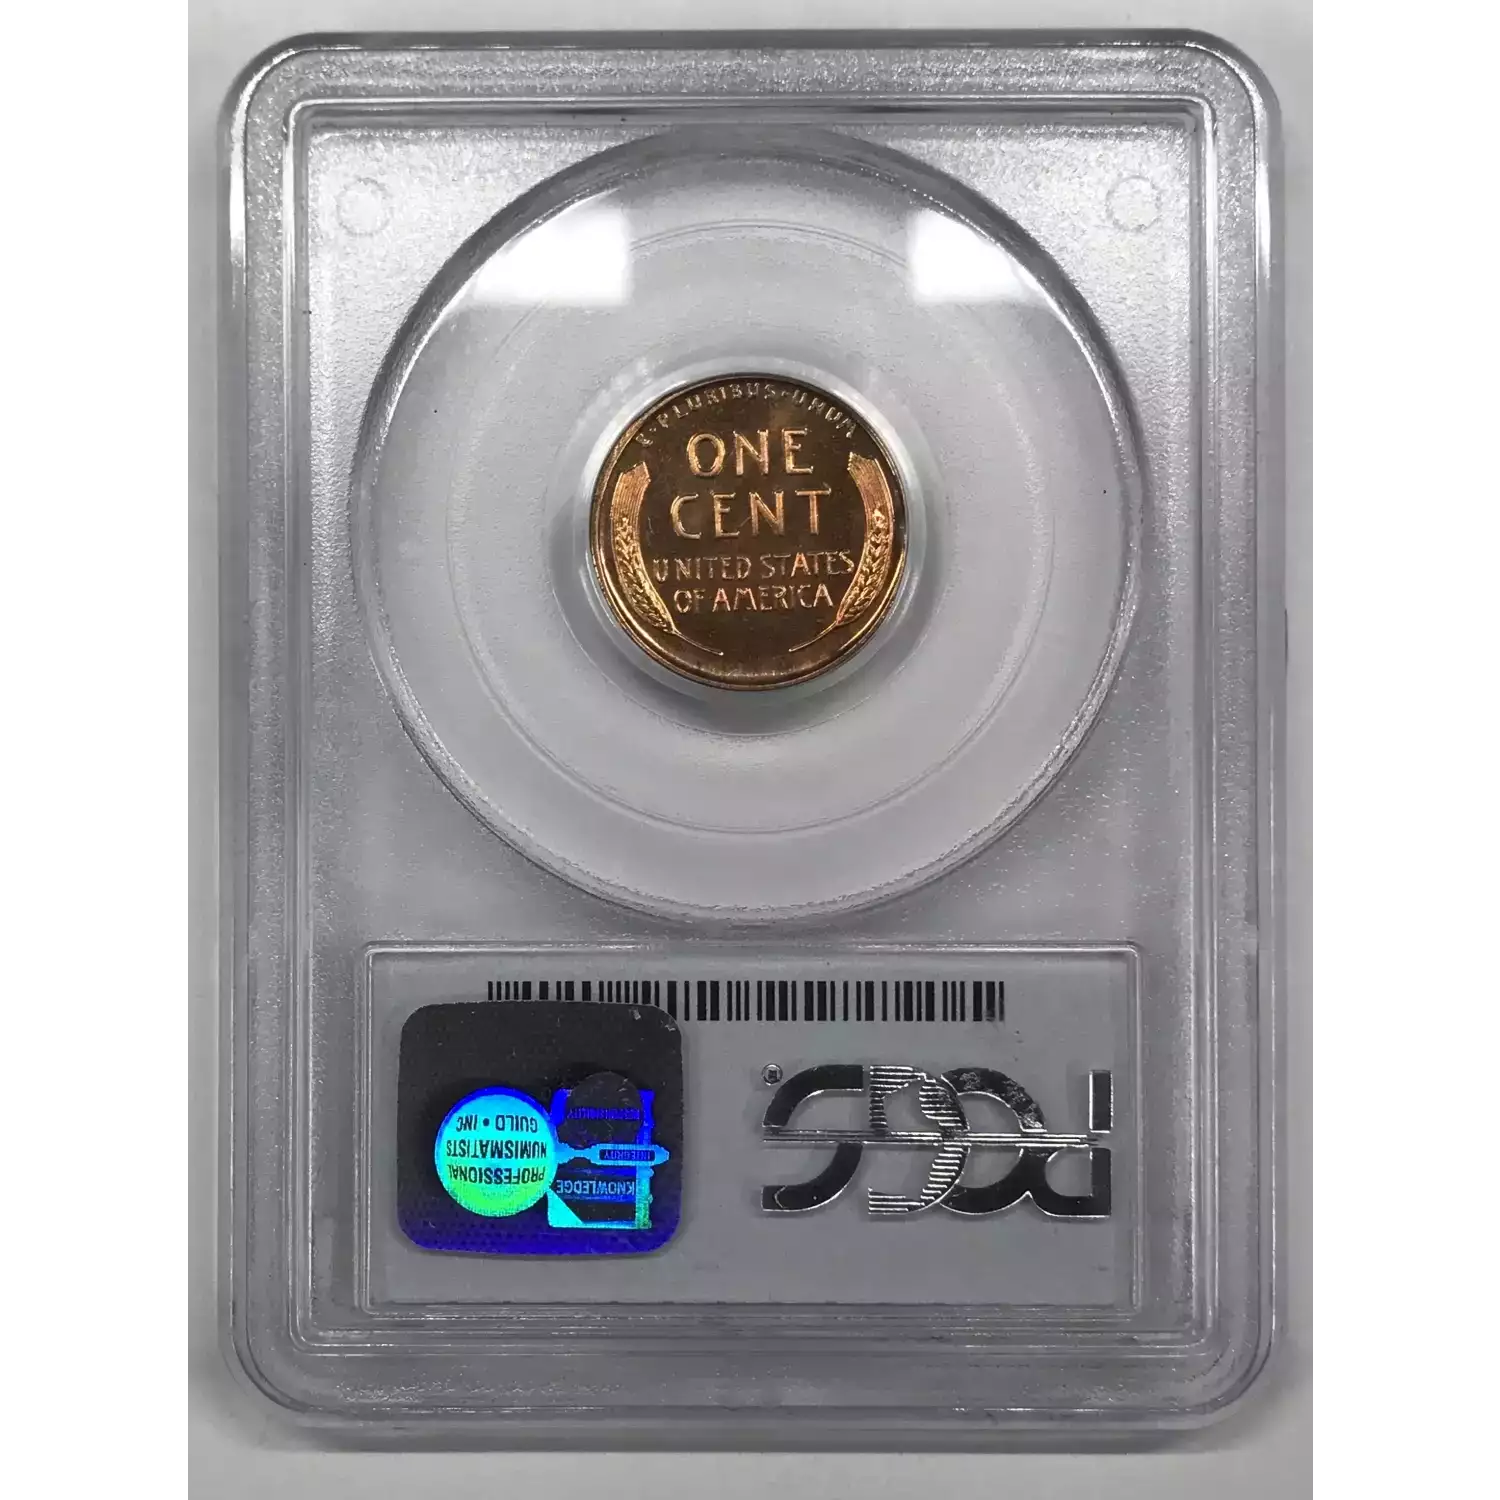 E·PLURIBUS·UNUM
ONE
CENT
UNITED STATES
OF AMERICA
PCGS
®
PROFESSIONAL
NUMISMATISTS
GUILD • INC
KNOWLEDGE
INTEGRITY
RESPONSIBILITY